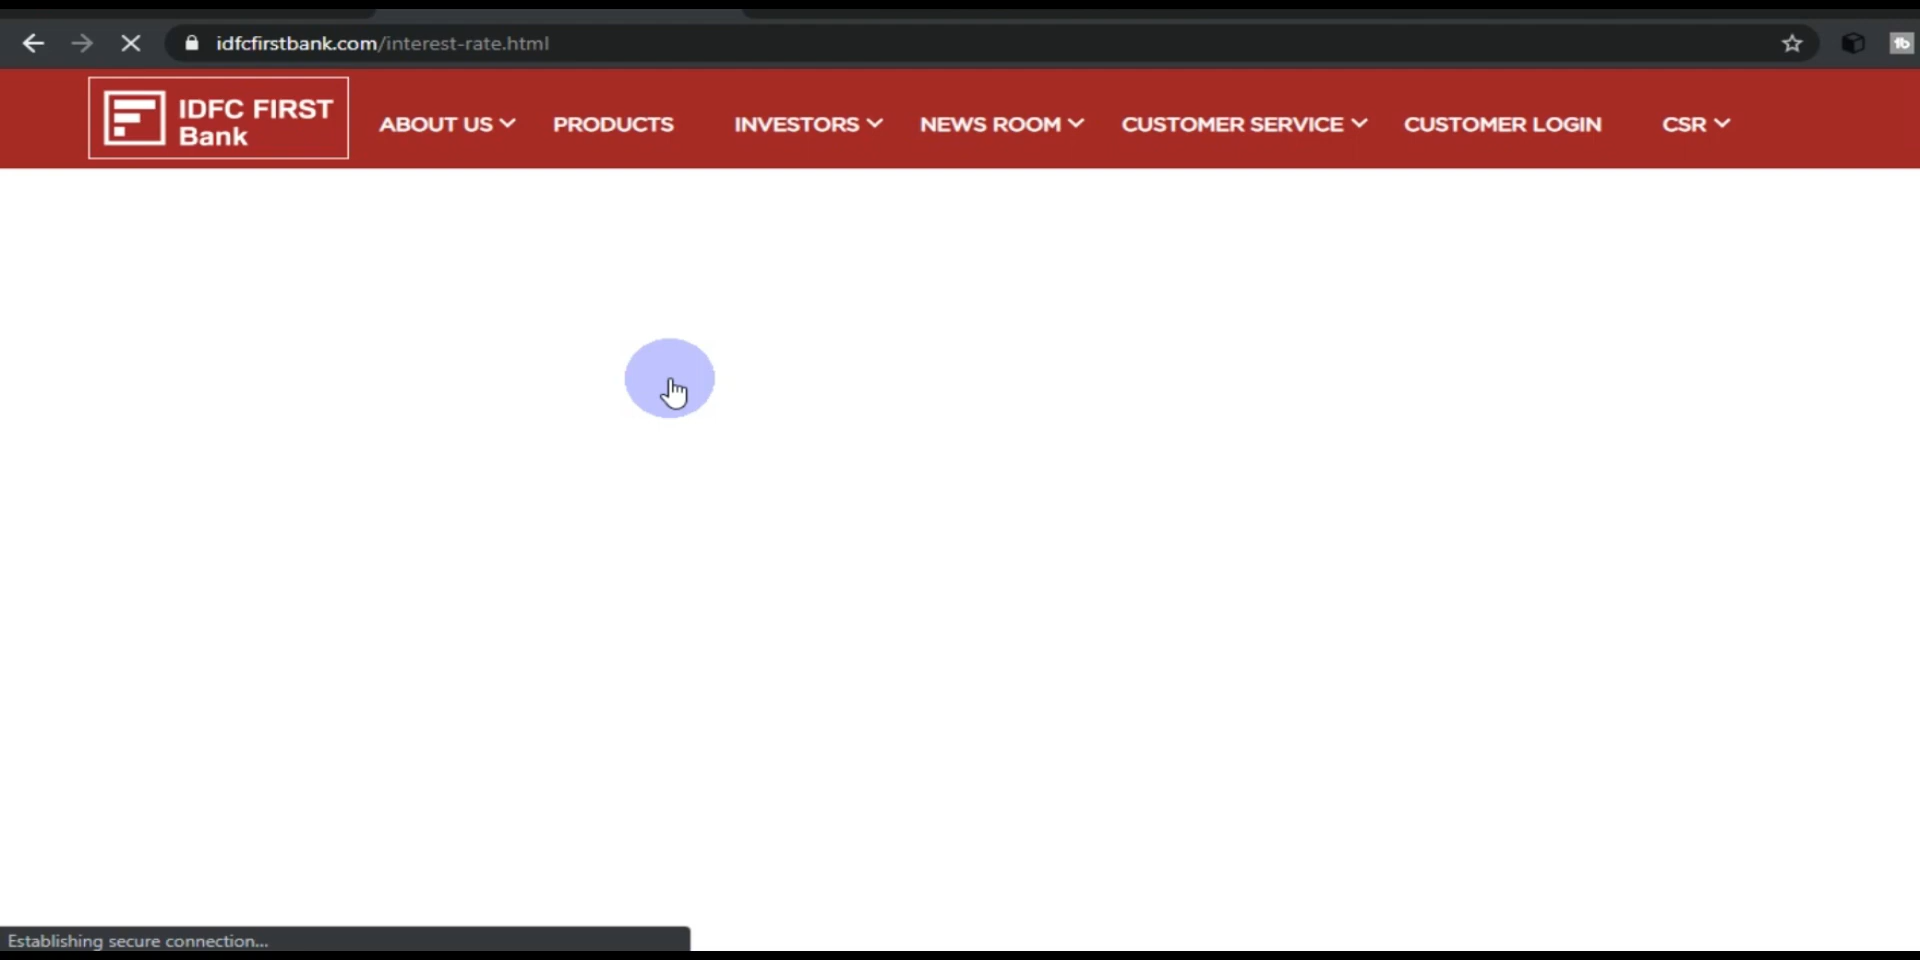 idfcfirstbank.com/interest-rate.html
tb
IDFC FIRST
Bank
ABOUT US PRODUCTS INVESTORS NEWS ROOM CUSTOMER SERVICE CUSTOMER LOGIN CSR
Establishing secure connection...